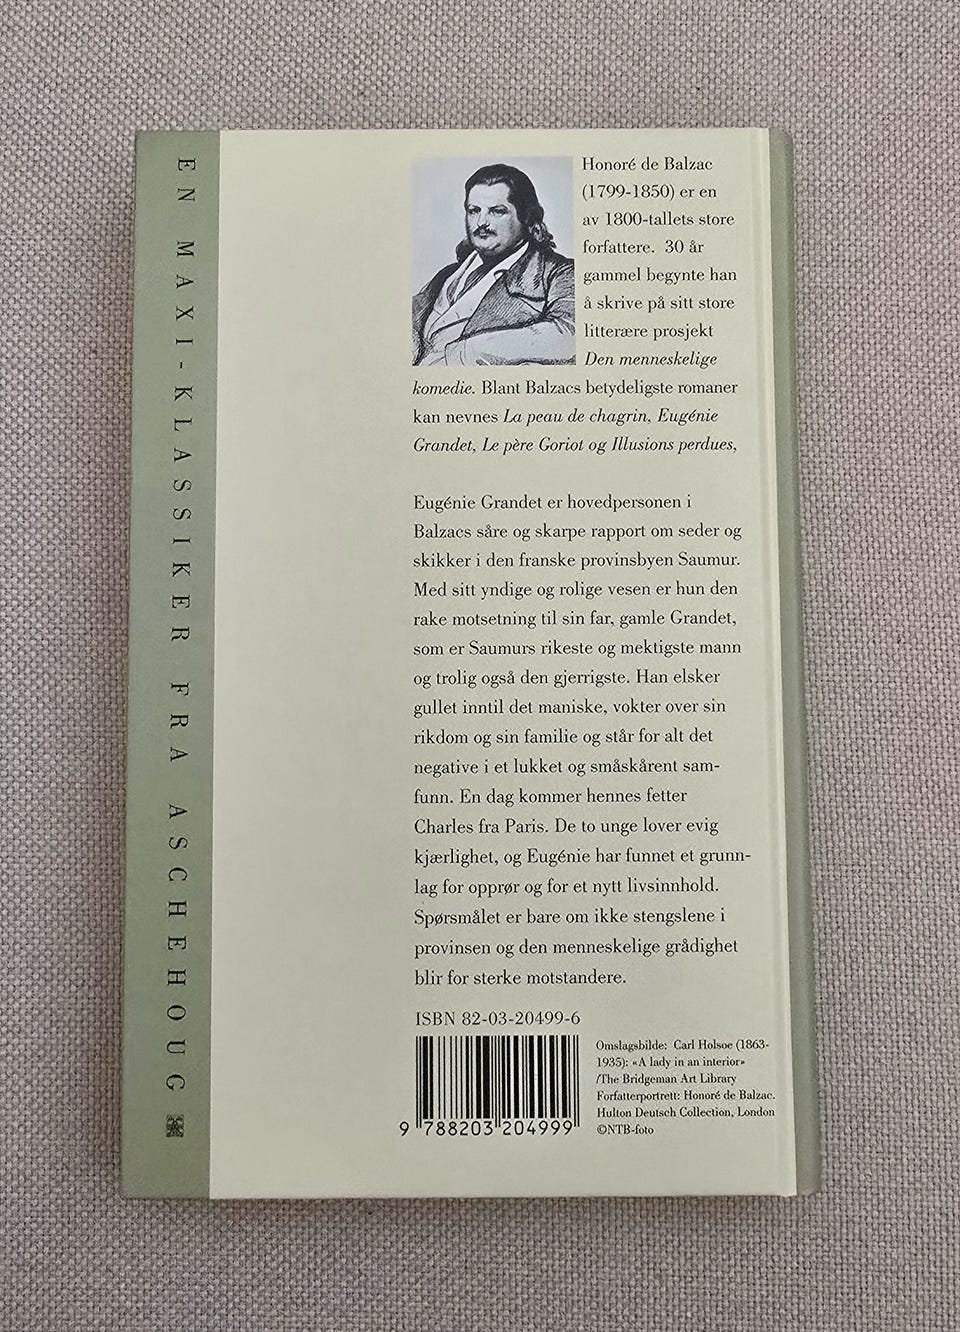 EN MAXI-KLASSIKER FRA ASCHEHOUG
Honoré de Balzac
(1799-1850) er en
av 1800-tallets store
forfattere. 30 år
gammel begynte han
å skrive på sitt store
litterære prosjekt
Den menneskelige
komedie. Blant Balzacs betydeligste romaner
kan nevnes La peau de chagrin, Eugénie
Grandet, Le père Goriot og Illusions perdues,
Eugénie Grandet er hovedpersonen i
Balzacs såre og skarpe rapport om seder og
skikker i den franske provinsbyen Saumur.
Med sitt yndige og rolige vesen er hun den
rake motsetning til sin far, gamle Grandet,
som er Saumurs rikeste og mektigste mann
og trolig også den gjerrigste. Han elsker
gullet inntil det maniske, vokter over sin
rikdom og sin familie og står for alt det
negative i et lukket og småskårent sam-
funn. En dag kommer hennes fetter
Charles fra Paris. De to unge lover evig
kjærlighet, og Eugénie har funnet et grunn-
lag for opprør og for et nytt livsinnhold.
Spørsmålet er bare om ikke stengslene i
provinsen og den menneskelige grådighet
blir for sterke motstandere.
ISBN 82-03-20499-6
9 788203 204999
Omslagsbilde: Carl Holsoe (1863-
1935): «A lady in an interior»
/The Bridgeman Art Library
Forfatterportrett: Honoré de Balzac.
Hulton Deutsch Collection, London
©NTB-foto